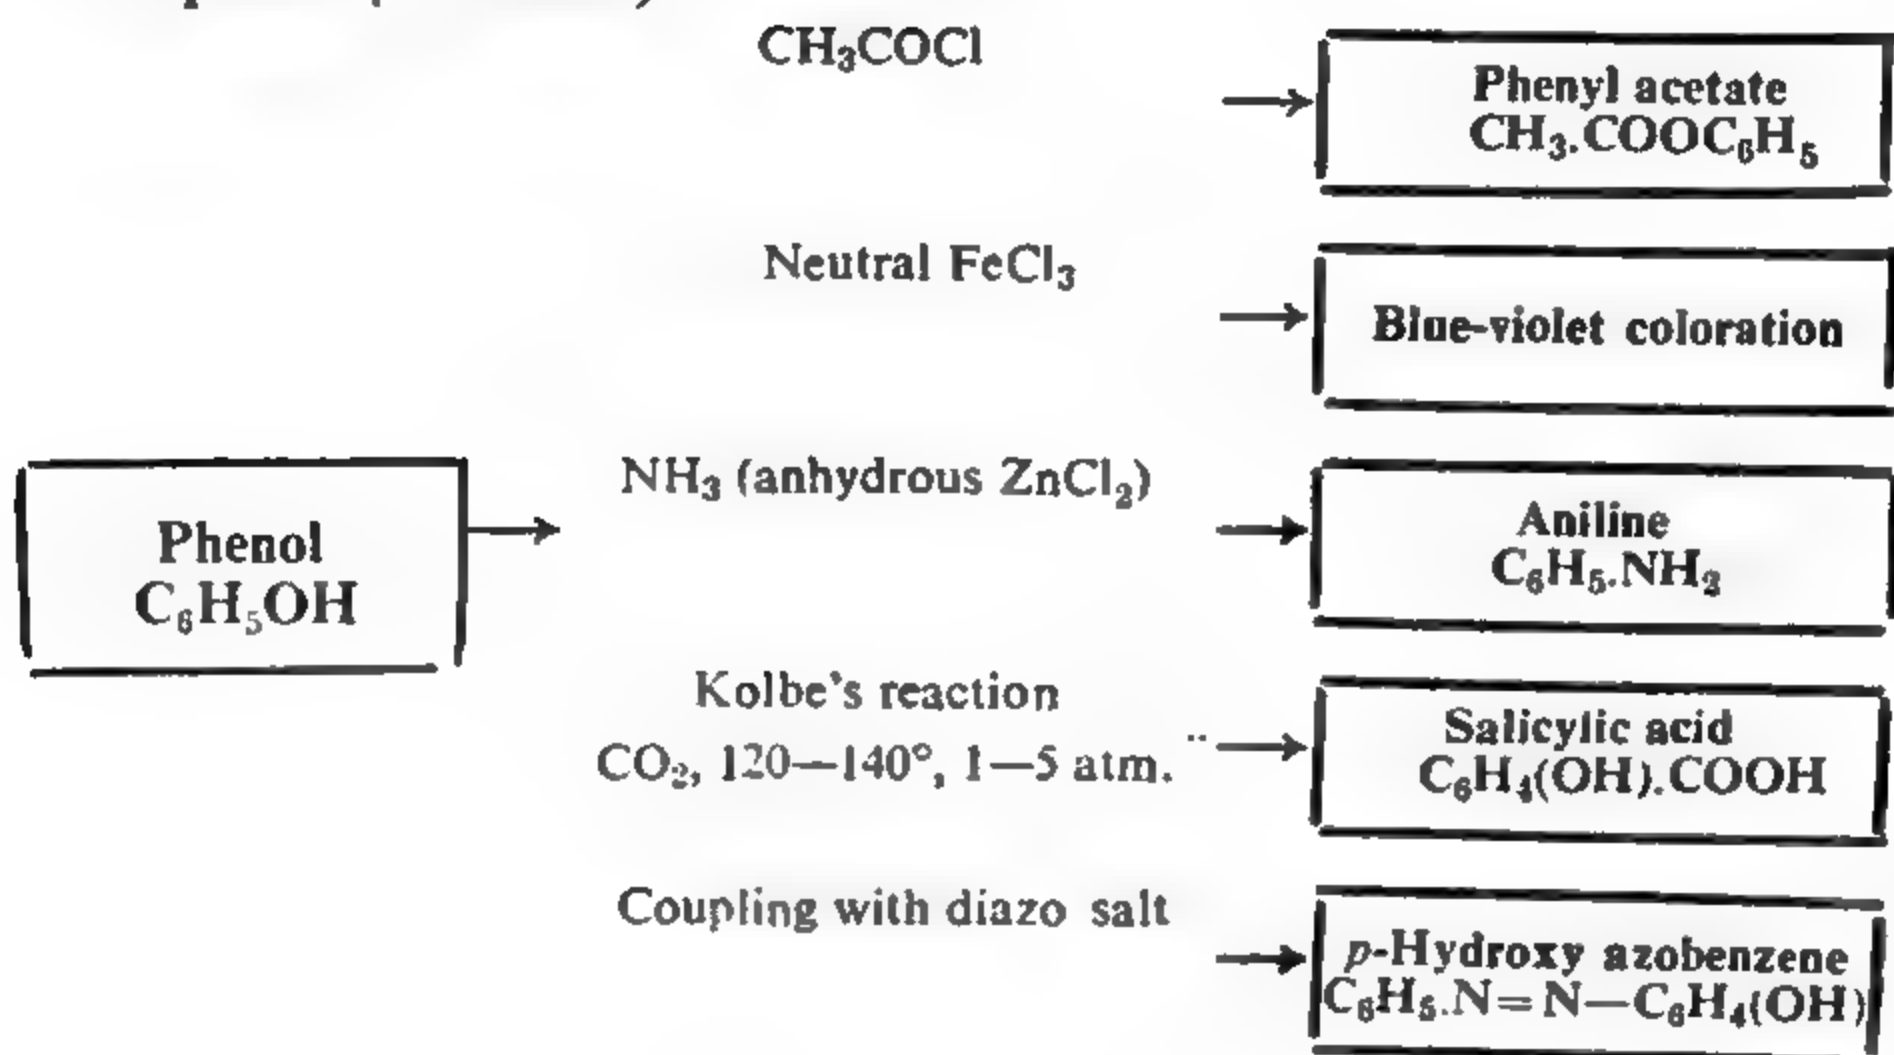 CH₃COCl
Phenyl acetate
CH₃.COOC₆H₅
Neutral FeCl₃
Blue-violet coloration
Phenol
C₆H₅OH
NH₃ (anhydrous ZnCl₂)
Aniline
C₆H₅.NH₂
Kolbe's reaction
CO₂, 120—140°, 1—5 atm.
Salicylic acid
C₆H₄(OH).COOH
Coupling with diazo salt
p-Hydroxy azobenzene
C₆H₅.N=N—C₆H₄(OH)